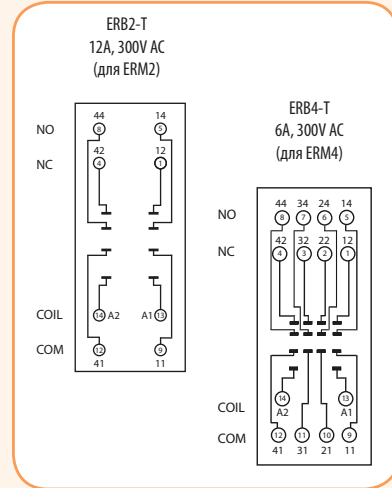 ERB2-T
12A, 300V AC
(для ERM2)
44 14
NO 8 5
42 12
NC 4 1
COIL 14 A2 A1 13
COM 12 9
41 11
ERB4-T
6A, 300V AC
(для ERM4)
44 34 24 14
NO 8 7 6 5
42 32 22 12
NC 4 3 2 1
14 13
COIL A2 A1
COM 12 11 10 9
41 31 21 11